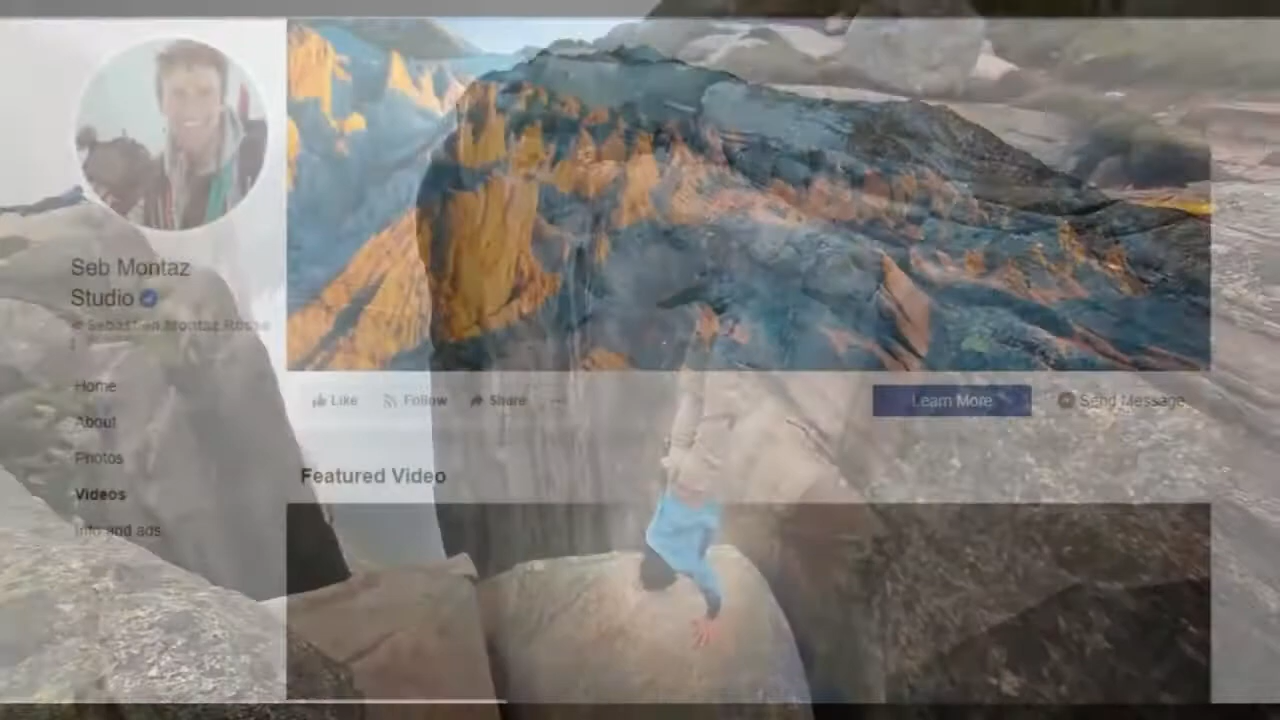 Seb Montaz
Studio
Home
About
Photos
Videos
Info and ads
Like
Follow
Share
Learn More
Send Message
Featured Video